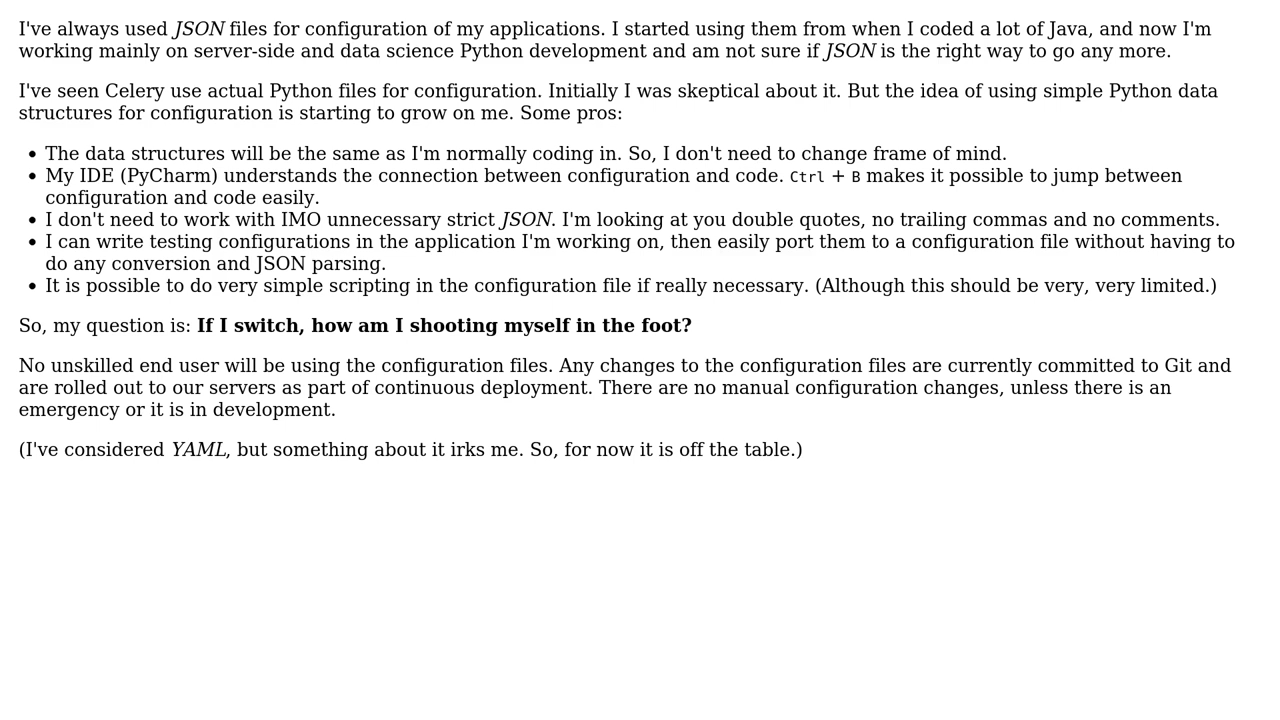 I've always used JSON files for configuration of my applications. I started using them from when I coded a lot of Java, and now I'm
working mainly on server-side and data science Python development and am not sure if JSON is the right way to go any more.
I've seen Celery use actual Python files for configuration. Initially I was skeptical about it. But the idea of using simple Python data
structures for configuration is starting to grow on me. Some pros:
• The data structures will be the same as I'm normally coding in. So, I don't need to change frame of mind.
• My IDE (PyCharm) understands the connection between configuration and code. Ctrl + B makes it possible to jump between
configuration and code easily.
• I don't need to work with IMO unnecessary strict JSON. I'm looking at you double quotes, no trailing commas and no comments.
• I can write testing configurations in the application I'm working on, then easily port them to a configuration file without having to
do any conversion and JSON parsing.
• It is possible to do very simple scripting in the configuration file if really necessary. (Although this should be very, very limited.)
So, my question is: If I switch, how am I shooting myself in the foot?
No unskilled end user will be using the configuration files. Any changes to the configuration files are currently committed to Git and
are rolled out to our servers as part of continuous deployment. There are no manual configuration changes, unless there is an
emergency or it is in development.
(I've considered YAML, but something about it irks me. So, for now it is off the table.)